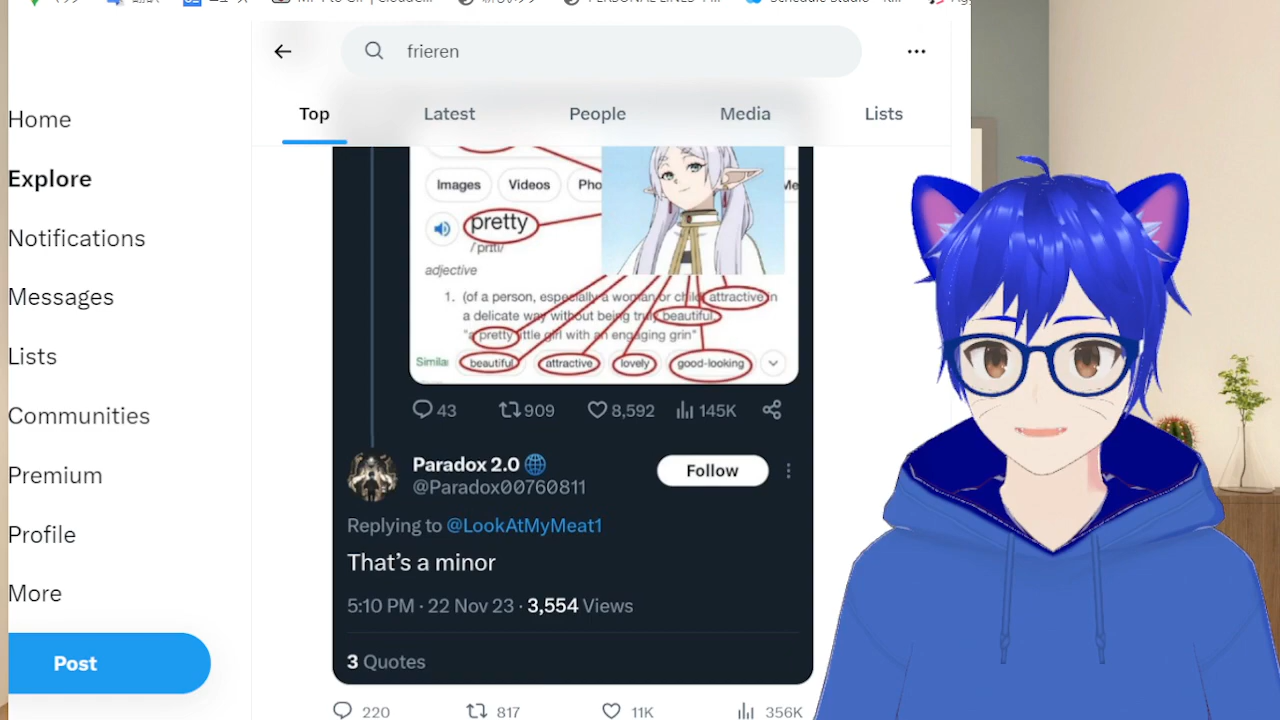 frieren
Top
Latest
People
Media
Lists
Home
Explore
Notifications
Messages
Lists
Communities
Premium
Profile
More
Post
Images
Videos
Pho
Me
pretty
adjective
1. (of a person, especially a woman or child) attractive in
a delicate way without being truly beautiful.
"a pretty little girl with an engaging grin"
Similar
beautiful
attractive
lovely
good-looking
43
909
8,592
145K
Paradox 2.0
@Paradox00760811
Follow
Replying to @LookAtMyMeat1
That's a minor
5:10 PM · 22 Nov 23 · 3,554 Views
3 Quotes
220
817
11K
356K